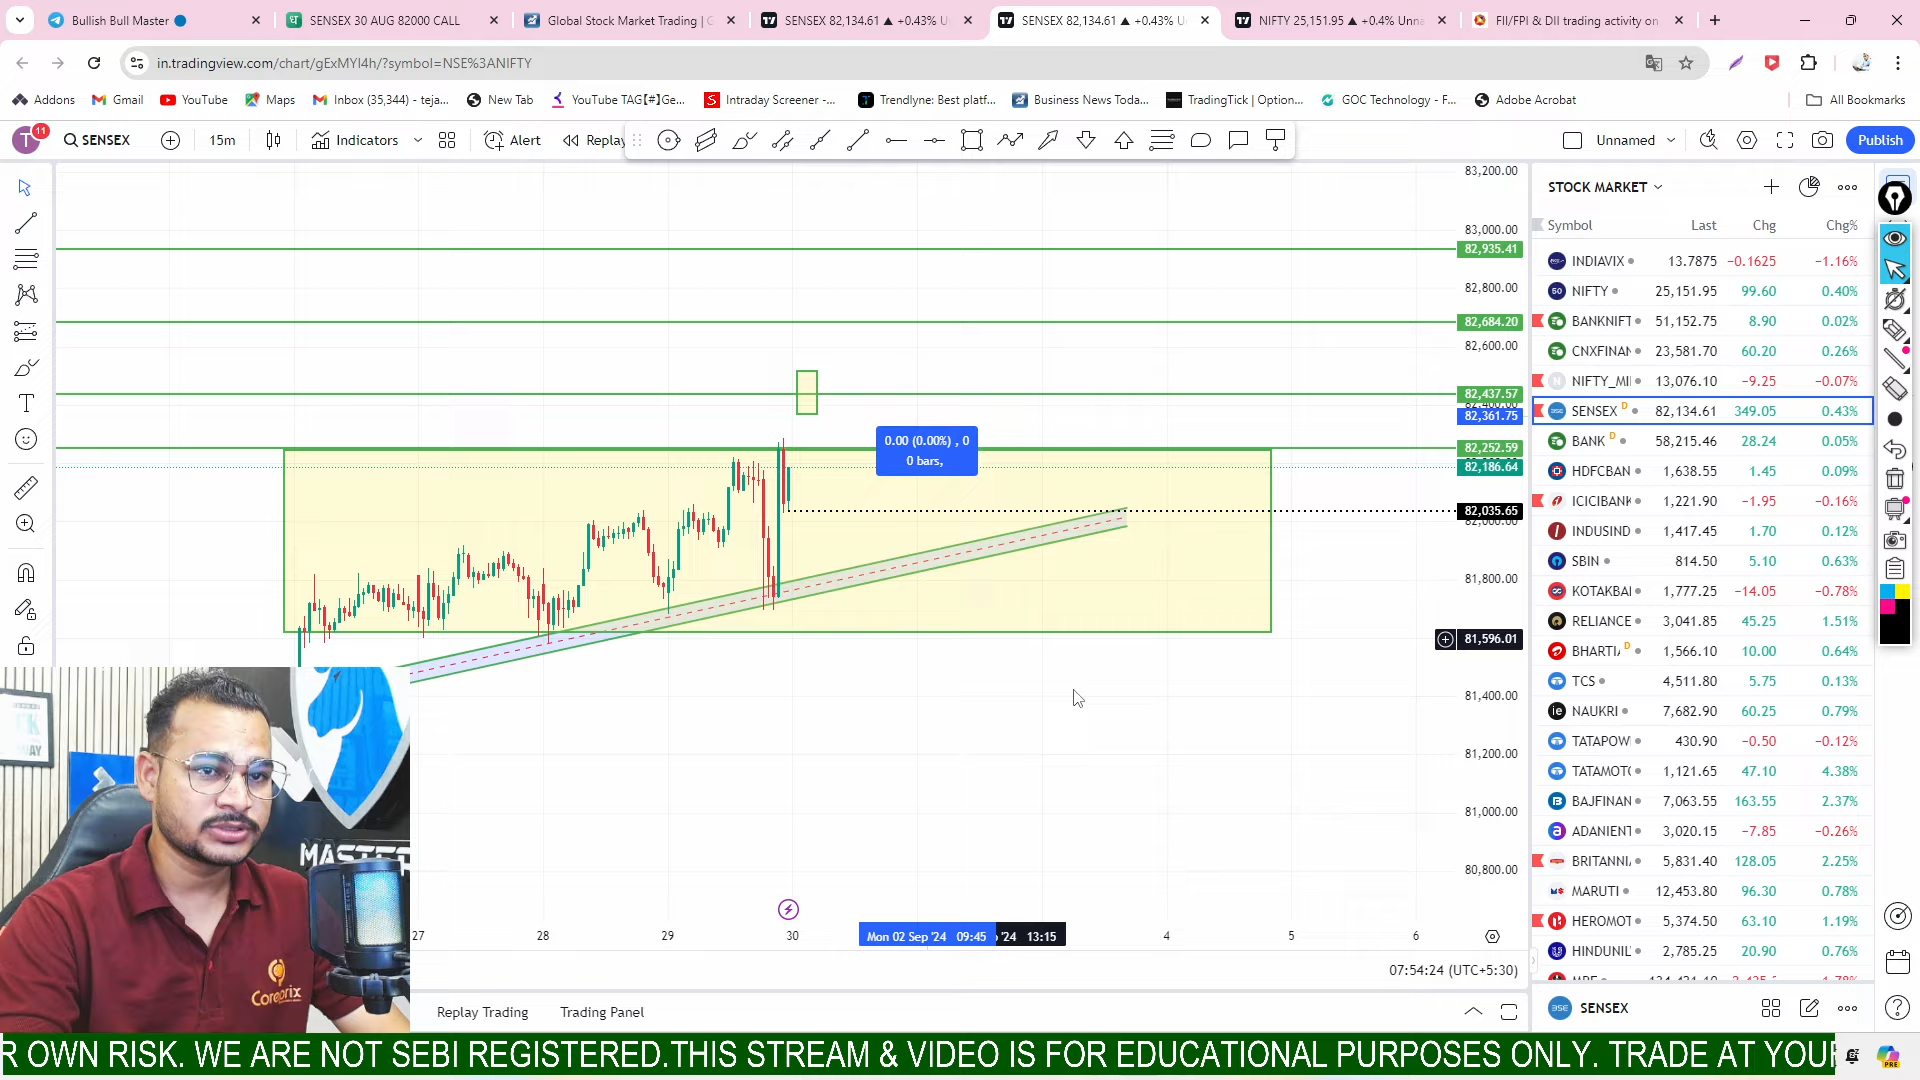 Bullish Bull Master
SENSEX 30 AUG 82000 CALL
Global Stock Market Trading | G
SENSEX 82,134.61 ▲ +0.43% U
SENSEX 82,134.61 ▲ +0.43% U
NIFTY 25,151.95 ▲ +0.4% Unna
FII/FPI & DII trading activity on
in.tradingview.com/chart/gExMYl4h/?symbol=NSE%3ANIFTY
Addons
Gmail
YouTube
Maps
Inbox (35,344) - teja...
New Tab
YouTube TAG【#】Ge...
Intraday Screener -...
Trendlyne: Best platf...
Business News Toda...
TradingTick | Option...
GOC Technology - F...
Adobe Acrobat
All Bookmarks
T 11
SENSEX
15m
Indicators
Alert
Replay
Unnamed
Publish
83,200.00
83,000.00
82,935.41
82,800.00
82,684.20
82,600.00
82,437.57
82,400.00
82,361.75
82,252.59
82,186.64
82,035.65
82,000.00
81,800.00
81,596.01
81,400.00
81,200.00
81,000.00
80,800.00
0.00 (0.00%) , 0
0 bars,
27 28 29 30 Mon 02 Sep '24 09:45 '24 13:15 4 5 6
07:54:24 (UTC+5:30)
Replay Trading
Trading Panel
STOCK MARKET
Symbol Last Chg Chg%
INDIAVIX 13.7875 −0.1625 −1.16%
NIFTY 25,151.95 99.60 0.40%
BANKNIFT 51,152.75 8.90 0.02%
CNXFINAN 23,581.70 60.20 0.26%
NIFTY_MI 13,076.10 −9.25 −0.07%
SENSEX D 82,134.61 349.05 0.43%
BANK D 58,215.46 28.24 0.05%
HDFCBAN 1,638.55 1.45 0.09%
ICICIBANK 1,221.90 −1.95 −0.16%
INDUSIND 1,417.45 1.70 0.12%
SBIN 814.50 5.10 0.63%
KOTAKBAI 1,777.25 −14.05 −0.78%
RELIANCE 3,041.85 45.25 1.51%
BHARTI D 1,566.10 10.00 0.64%
TCS 4,511.80 5.75 0.13%
NAUKRI 7,682.90 60.25 0.79%
TATAPOW 430.90 −0.50 −0.12%
TATAMOT 1,121.65 47.10 4.38%
BAJFINAN 7,063.55 163.55 2.37%
ADANIENT 3,020.15 −7.85 −0.26%
BRITANNI 5,831.40 128.05 2.25%
MARUTI 12,453.80 96.30 0.78%
HEROMOT 5,374.50 63.10 1.19%
HINDUNIL 2,785.25 20.90 0.76%
SENSEX
MASTER
Coreprix
R OWN RISK. WE ARE NOT SEBI REGISTERED.THIS STREAM & VIDEO IS FOR EDUCATIONAL PURPOSES ONLY. TRADE AT YOUR